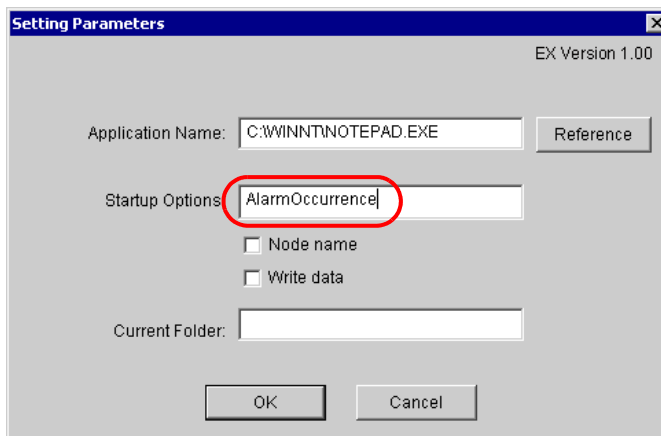 Setting Parameters
EX Version 1.00
Application Name: C:\WINNT\NOTEPAD.EXE Reference
Startup Options AlarmOccurrence
Node name
Write data
Current Folder:
OK Cancel